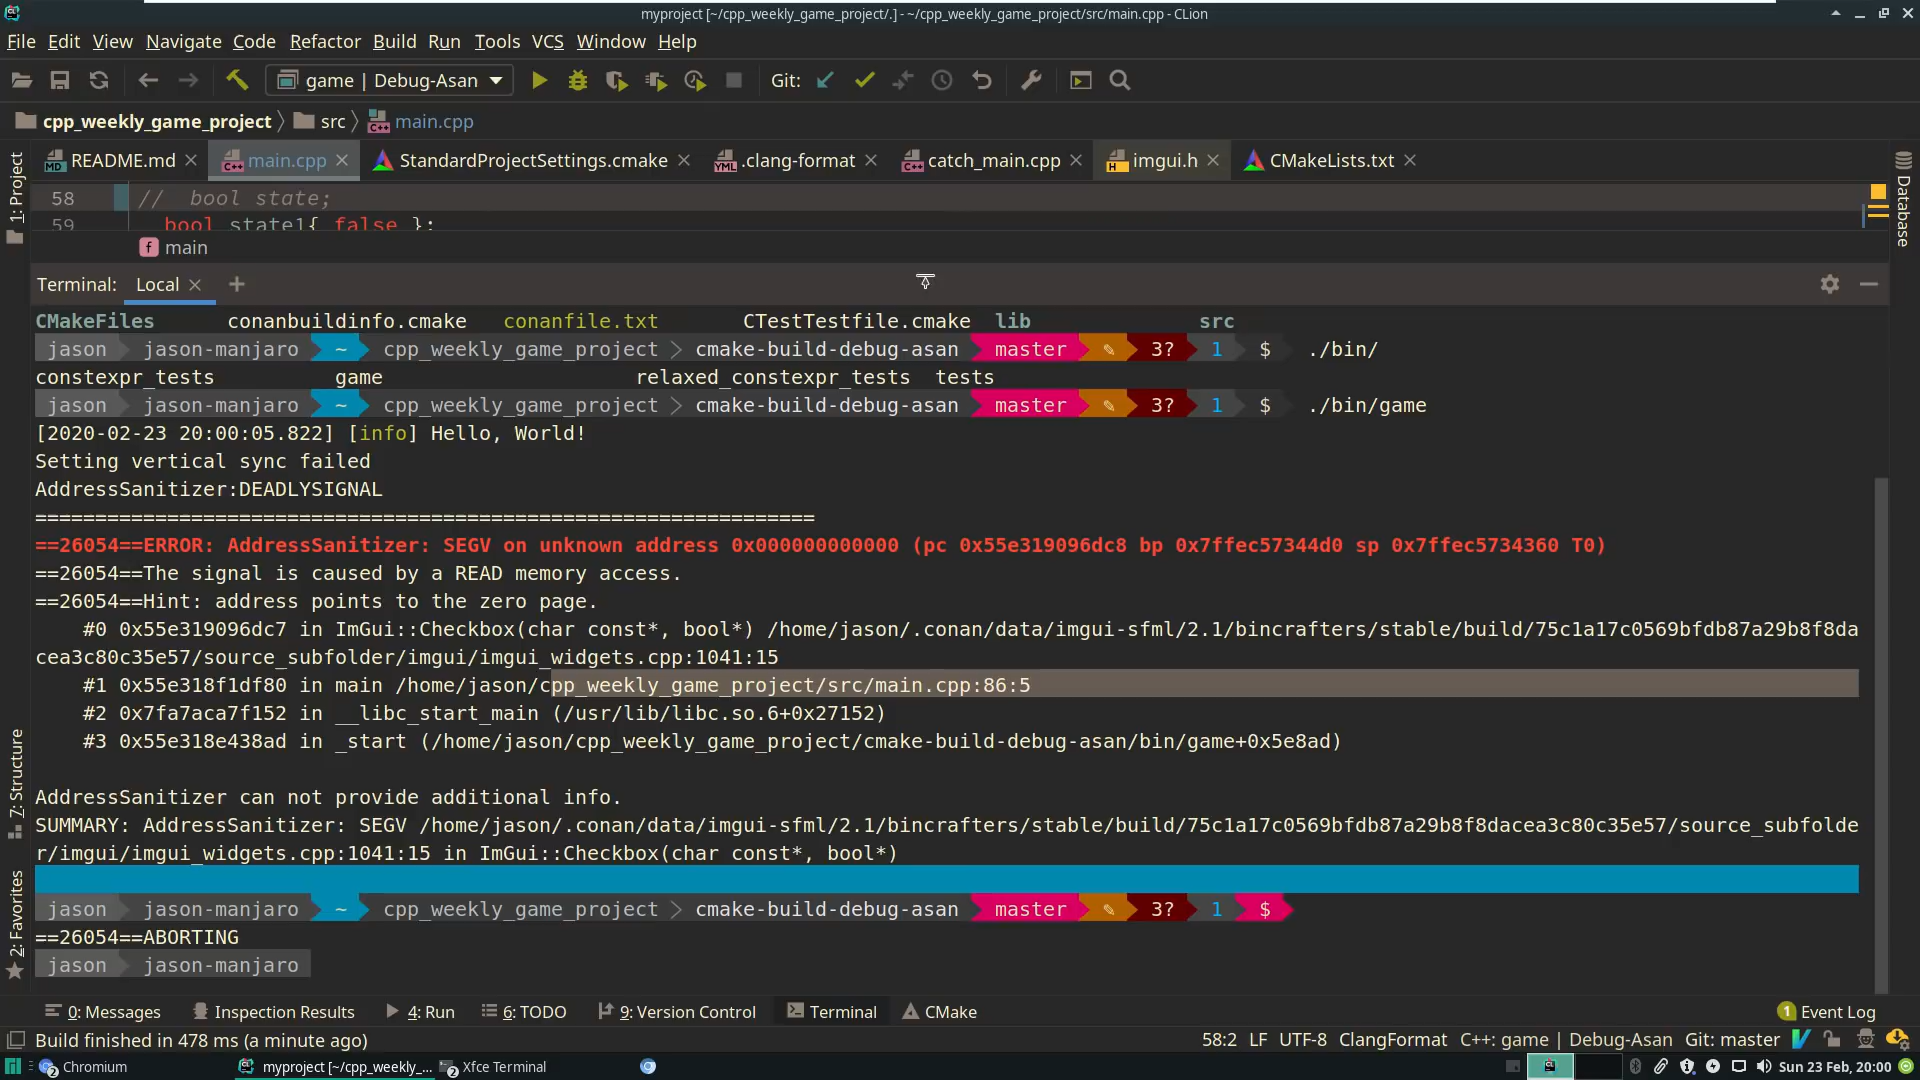 myproject [~/cpp_weekly_game_project/.] - ~/cpp_weekly_game_project/src/main.cpp - CLion
File Edit View Navigate Code Refactor Build Run Tools VCS Window Help
game | Debug-Asan Git:
cpp_weekly_game_project src main.cpp
README.md main.cpp StandardProjectSettings.cmake .clang-format catch_main.cpp imgui.h CMakeLists.txt
1: Project
Database
58 // bool state;
59 bool state1{ false };
main
Terminal: Local
CMakeFiles conanbuildinfo.cmake conanfile.txt CTestTestfile.cmake lib src
jason jason-manjaro ~ cpp_weekly_game_project > cmake-build-debug-asan master ✎ 3? 1 $ ./bin/
constexpr_tests game relaxed_constexpr_tests tests
jason jason-manjaro ~ cpp_weekly_game_project > cmake-build-debug-asan master ✎ 3? 1 $ ./bin/game
[2020-02-23 20:00:05.822] [info] Hello, World!
Setting vertical sync failed
AddressSanitizer:DEADLYSIGNAL
=================================================================
==26054==ERROR: AddressSanitizer: SEGV on unknown address 0x000000000000 (pc 0x55e319096dc8 bp 0x7ffec57344d0 sp 0x7ffec5734360 T0)
==26054==The signal is caused by a READ memory access.
==26054==Hint: address points to the zero page.
#0 0x55e319096dc7 in ImGui::Checkbox(char const*, bool*) /home/jason/.conan/data/imgui-sfml/2.1/bincrafters/stable/build/75c1a17c0569bfdb87a29b8f8da
cea3c80c35e57/source_subfolder/imgui/imgui_widgets.cpp:1041:15
#1 0x55e318f1df80 in main /home/jason/cpp_weekly_game_project/src/main.cpp:86:5
#2 0x7fa7aca7f152 in __libc_start_main (/usr/lib/libc.so.6+0x27152)
#3 0x55e318e438ad in _start (/home/jason/cpp_weekly_game_project/cmake-build-debug-asan/bin/game+0x5e8ad)
AddressSanitizer can not provide additional info.
SUMMARY: AddressSanitizer: SEGV /home/jason/.conan/data/imgui-sfml/2.1/bincrafters/stable/build/75c1a17c0569bfdb87a29b8f8dacea3c80c35e57/source_subfolde
r/imgui/imgui_widgets.cpp:1041:15 in ImGui::Checkbox(char const*, bool*)
jason jason-manjaro ~ cpp_weekly_game_project > cmake-build-debug-asan master ✎ 3? 1 $
==26054==ABORTING
jason jason-manjaro
7: Structure
2: Favorites
0: Messages Inspection Results 4: Run 6: TODO 9: Version Control Terminal CMake 1 Event Log
Build finished in 478 ms (a minute ago) 58:2 LF UTF-8 ClangFormat C++: game | Debug-Asan Git: master
2 Chromium myproject [~/cpp_weekly_... 2 Xfce Terminal Sun 23 Feb, 20:00